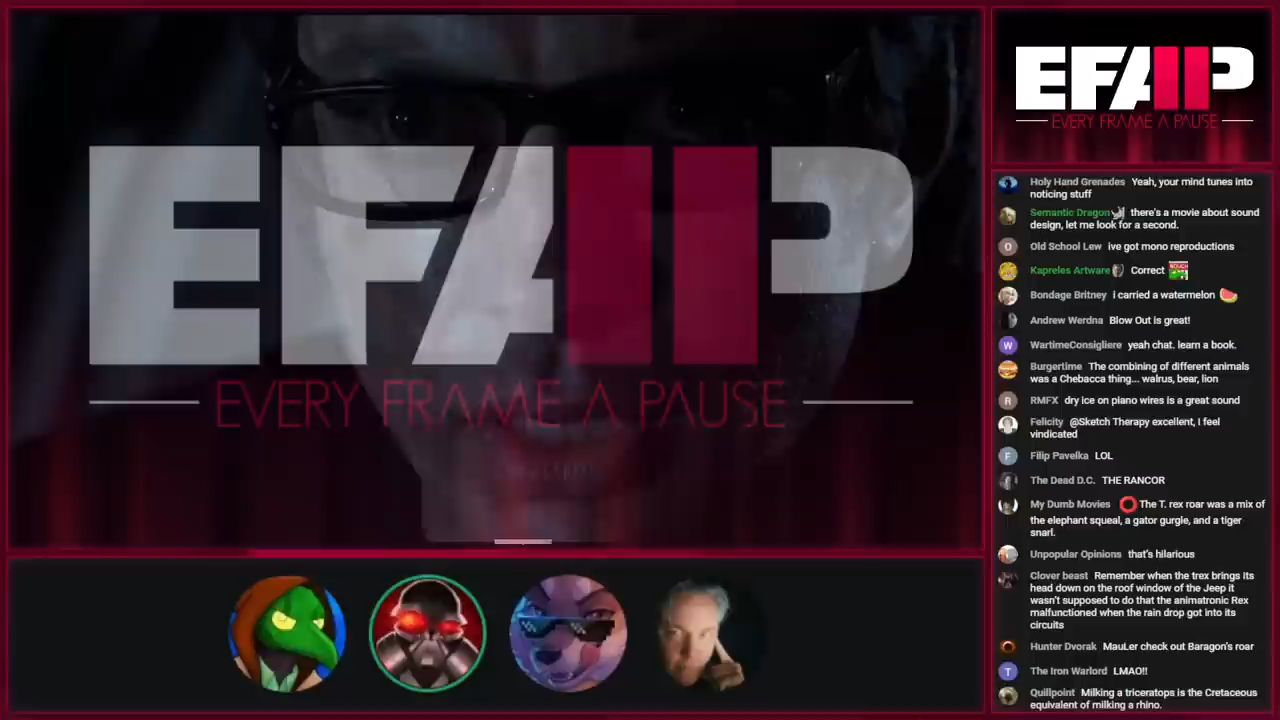 EFAP
EVERY FRAME A PAUSE
EFAP
EVERY FRAME A PAUSE
Holy Hand Grenades Yeah, your mind tunes into
noticing stuff
Semantic Dragon there's a movie about sound
design, let me look for a second.
O Old School Lew ive got mono reproductions
Kapreles Artware Correct
Bondage Britney i carried a watermelon 🍉
Andrew Werdna Blow Out is great!
W WartimeConsigliere yeah chat. learn a book.
Burgertime The combining of different animals
was a Chebacca thing... walrus, bear, lion
R RMFX dry ice on piano wires is a great sound
Felicity @Sketch Therapy excellent, i feel
vindicated
F Filip Pavelka LOL
The Dead D.C. THE RANCOR
My Dumb Movies ⭕ The T. rex roar was a mix of
the elephant squeal, a gator gurgle, and a tiger
snarl.
Unpopular Opinions that's hilarious
Clover beast Remember when the trex brings its
head down on the roof window of the Jeep it
wasn't supposed to do that the animatronic Rex
malfunctioned when the rain drop got into its
circuits
Hunter Dvorak MauLer check out Baragon's roar
T The Iron Warlord LMAO!!
Quillpoint Milking a triceratops is the Cretaceous
equivalent of milking a rhino.